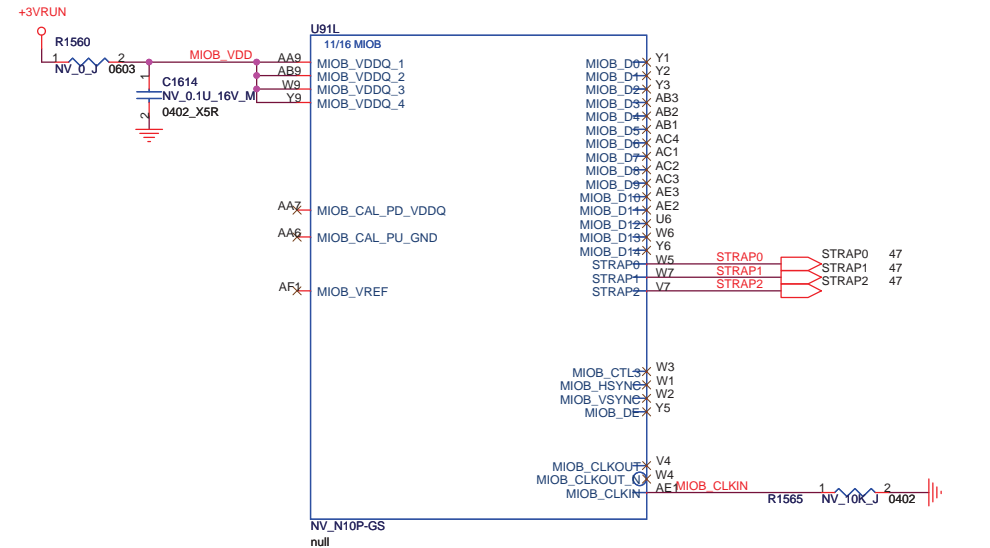 +3VRUN
R1560
1
2
NV_0_J
0603
MIOB_VDD
1
C1614
NV_0.1U_16V_M
0402_X5R
2
U91L
11/16 MIOB
AA9 MIOB_VDDQ_1
AB9 MIOB_VDDQ_2
W9 MIOB_VDDQ_3
Y9 MIOB_VDDQ_4
AA7 MIOB_CAL_PD_VDDQ
AA6 MIOB_CAL_PU_GND
AF1 MIOB_VREF
MIOB_D0 Y1
MIOB_D1 Y2
MIOB_D2 Y3
MIOB_D3 AB3
MIOB_D4 AB2
MIOB_D5 AB1
MIOB_D6 AC4
MIOB_D7 AC1
MIOB_D8 AC2
MIOB_D9 AC3
MIOB_D10 AE3
MIOB_D11 AE2
MIOB_D12 U6
MIOB_D13 W6
MIOB_D14 Y6
STRAP0 W5 STRAP0 STRAP0 47
STRAP1 W7 STRAP1 STRAP1 47
STRAP2 V7 STRAP2 STRAP2 47
MIOB_CTL3 W3
MIOB_HSYNC W1
MIOB_VSYNC W2
MIOB_DE Y5
MIOB_CLKOUT V4
MIOB_CLKOUT_N W4
MIOB_CLKIN AE1 MIOB_CLKIN
1
2
R1565 NV_10K_J 0402
NV_N10P-GS
null